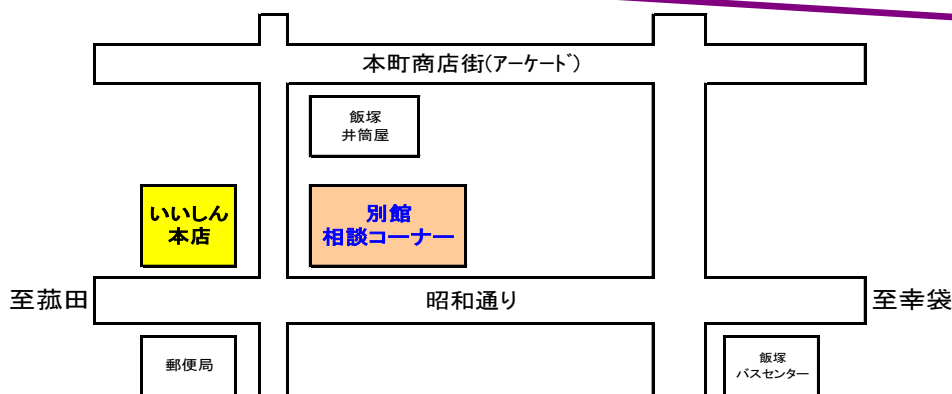 本町商店街(アーケード)
飯塚
井筒屋
いいしん
本店
別館
相談コーナー
至菰田
昭和通り
至幸袋
郵便局
飯塚
バスセンター